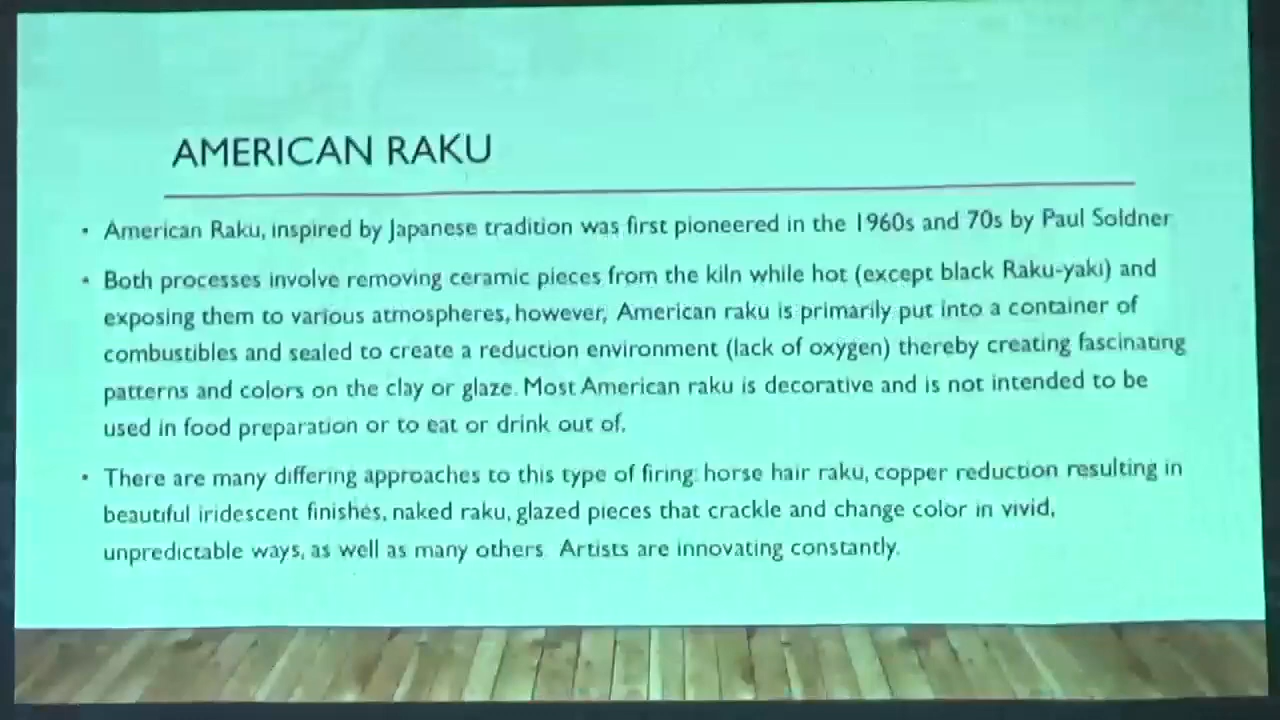 AMERICAN RAKU
• American Raku, inspired by Japanese tradition was first pioneered in the 1960s and 70s by Paul Soldner
• Both processes involve removing ceramic pieces from the kiln while hot (except black Raku-yaki) and
exposing them to various atmospheres, however, American raku is primarily put into a container of
combustibles and sealed to create a reduction environment (lack of oxygen) thereby creating fascinating
patterns and colors on the clay or glaze. Most American raku is decorative and is not intended to be
used in food preparation or to eat or drink out of.
• There are many differing approaches to this type of firing: horse hair raku, copper reduction resulting in
beautiful iridescent finishes, naked raku, glazed pieces that crackle and change color in vivid,
unpredictable ways, as well as many others. Artists are innovating constantly.